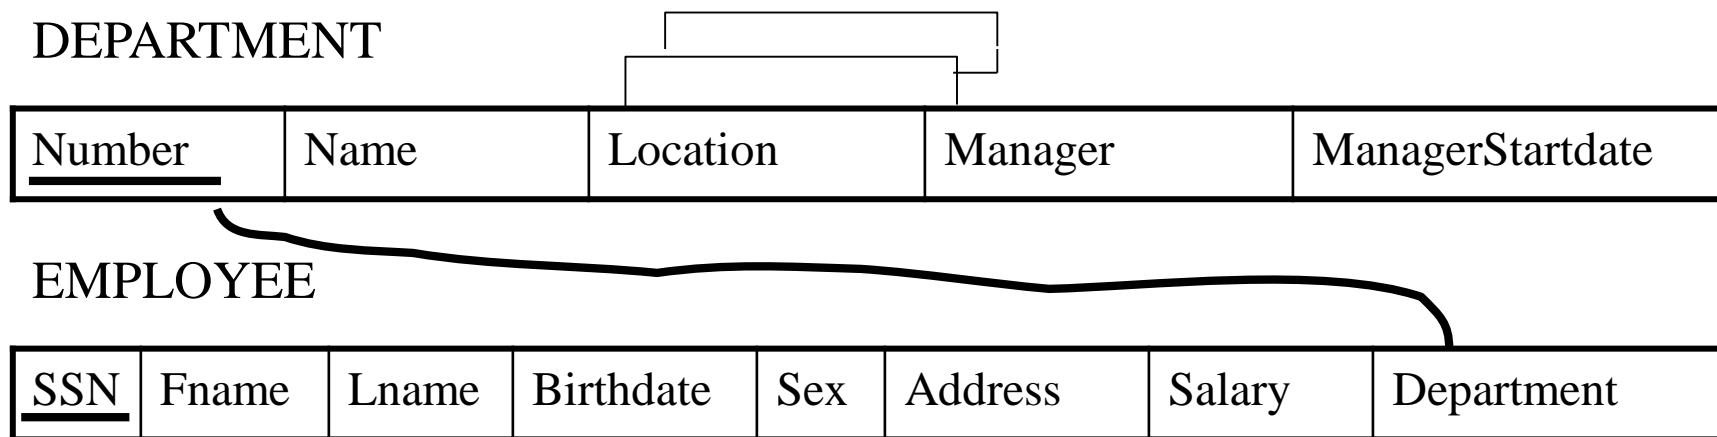 DEPARTMENT
Number Name Location Manager ManagerStartdate
EMPLOYEE
SSN Fname Lname Birthdate Sex Address Salary Department